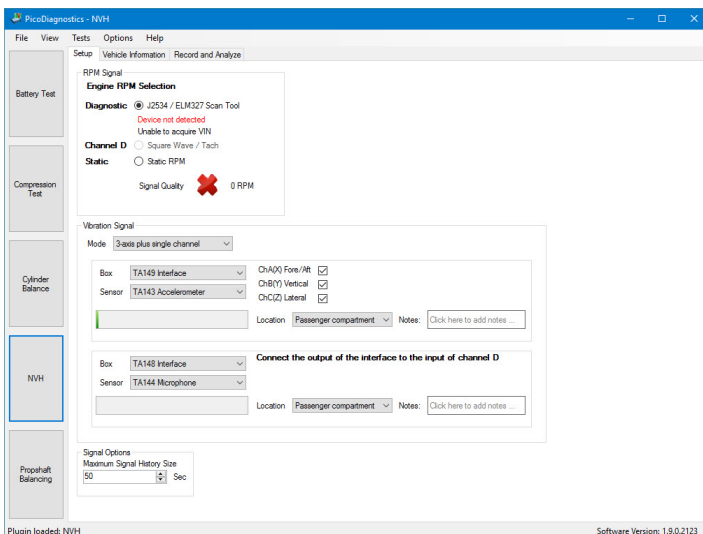 PicoDiagnostics - NVH
File View Tests Options Help
Setup Vehicle Information Record and Analyze
Battery Test
Compression
Test
Cylinder
Balance
NVH
Propshaft
Balancing
RPM Signal
Engine RPM Selection
Diagnostic J2534 / ELM327 Scan Tool
Device not detected
Unable to acquire VIN
Channel D Square Wave / Tach
Static Static RPM
Signal Quality 0 RPM
Vibration Signal
Mode 3-axis plus single channel
Box TA149 Interface ChA(X) Fore/Aft
ChB(Y) Vertical
Sensor TA143 Accelerometer ChC(Z) Lateral
Location Passenger compartment Notes: Click here to add notes ...
Box TA148 Interface Connect the output of the interface to the input of channel D
Sensor TA144 Microphone
Location Passenger compartment Notes: Click here to add notes ...
Signal Options
Maximum Signal History Size
50 Sec
Plugin loaded: NVH Software Version: 1.9.0.2123